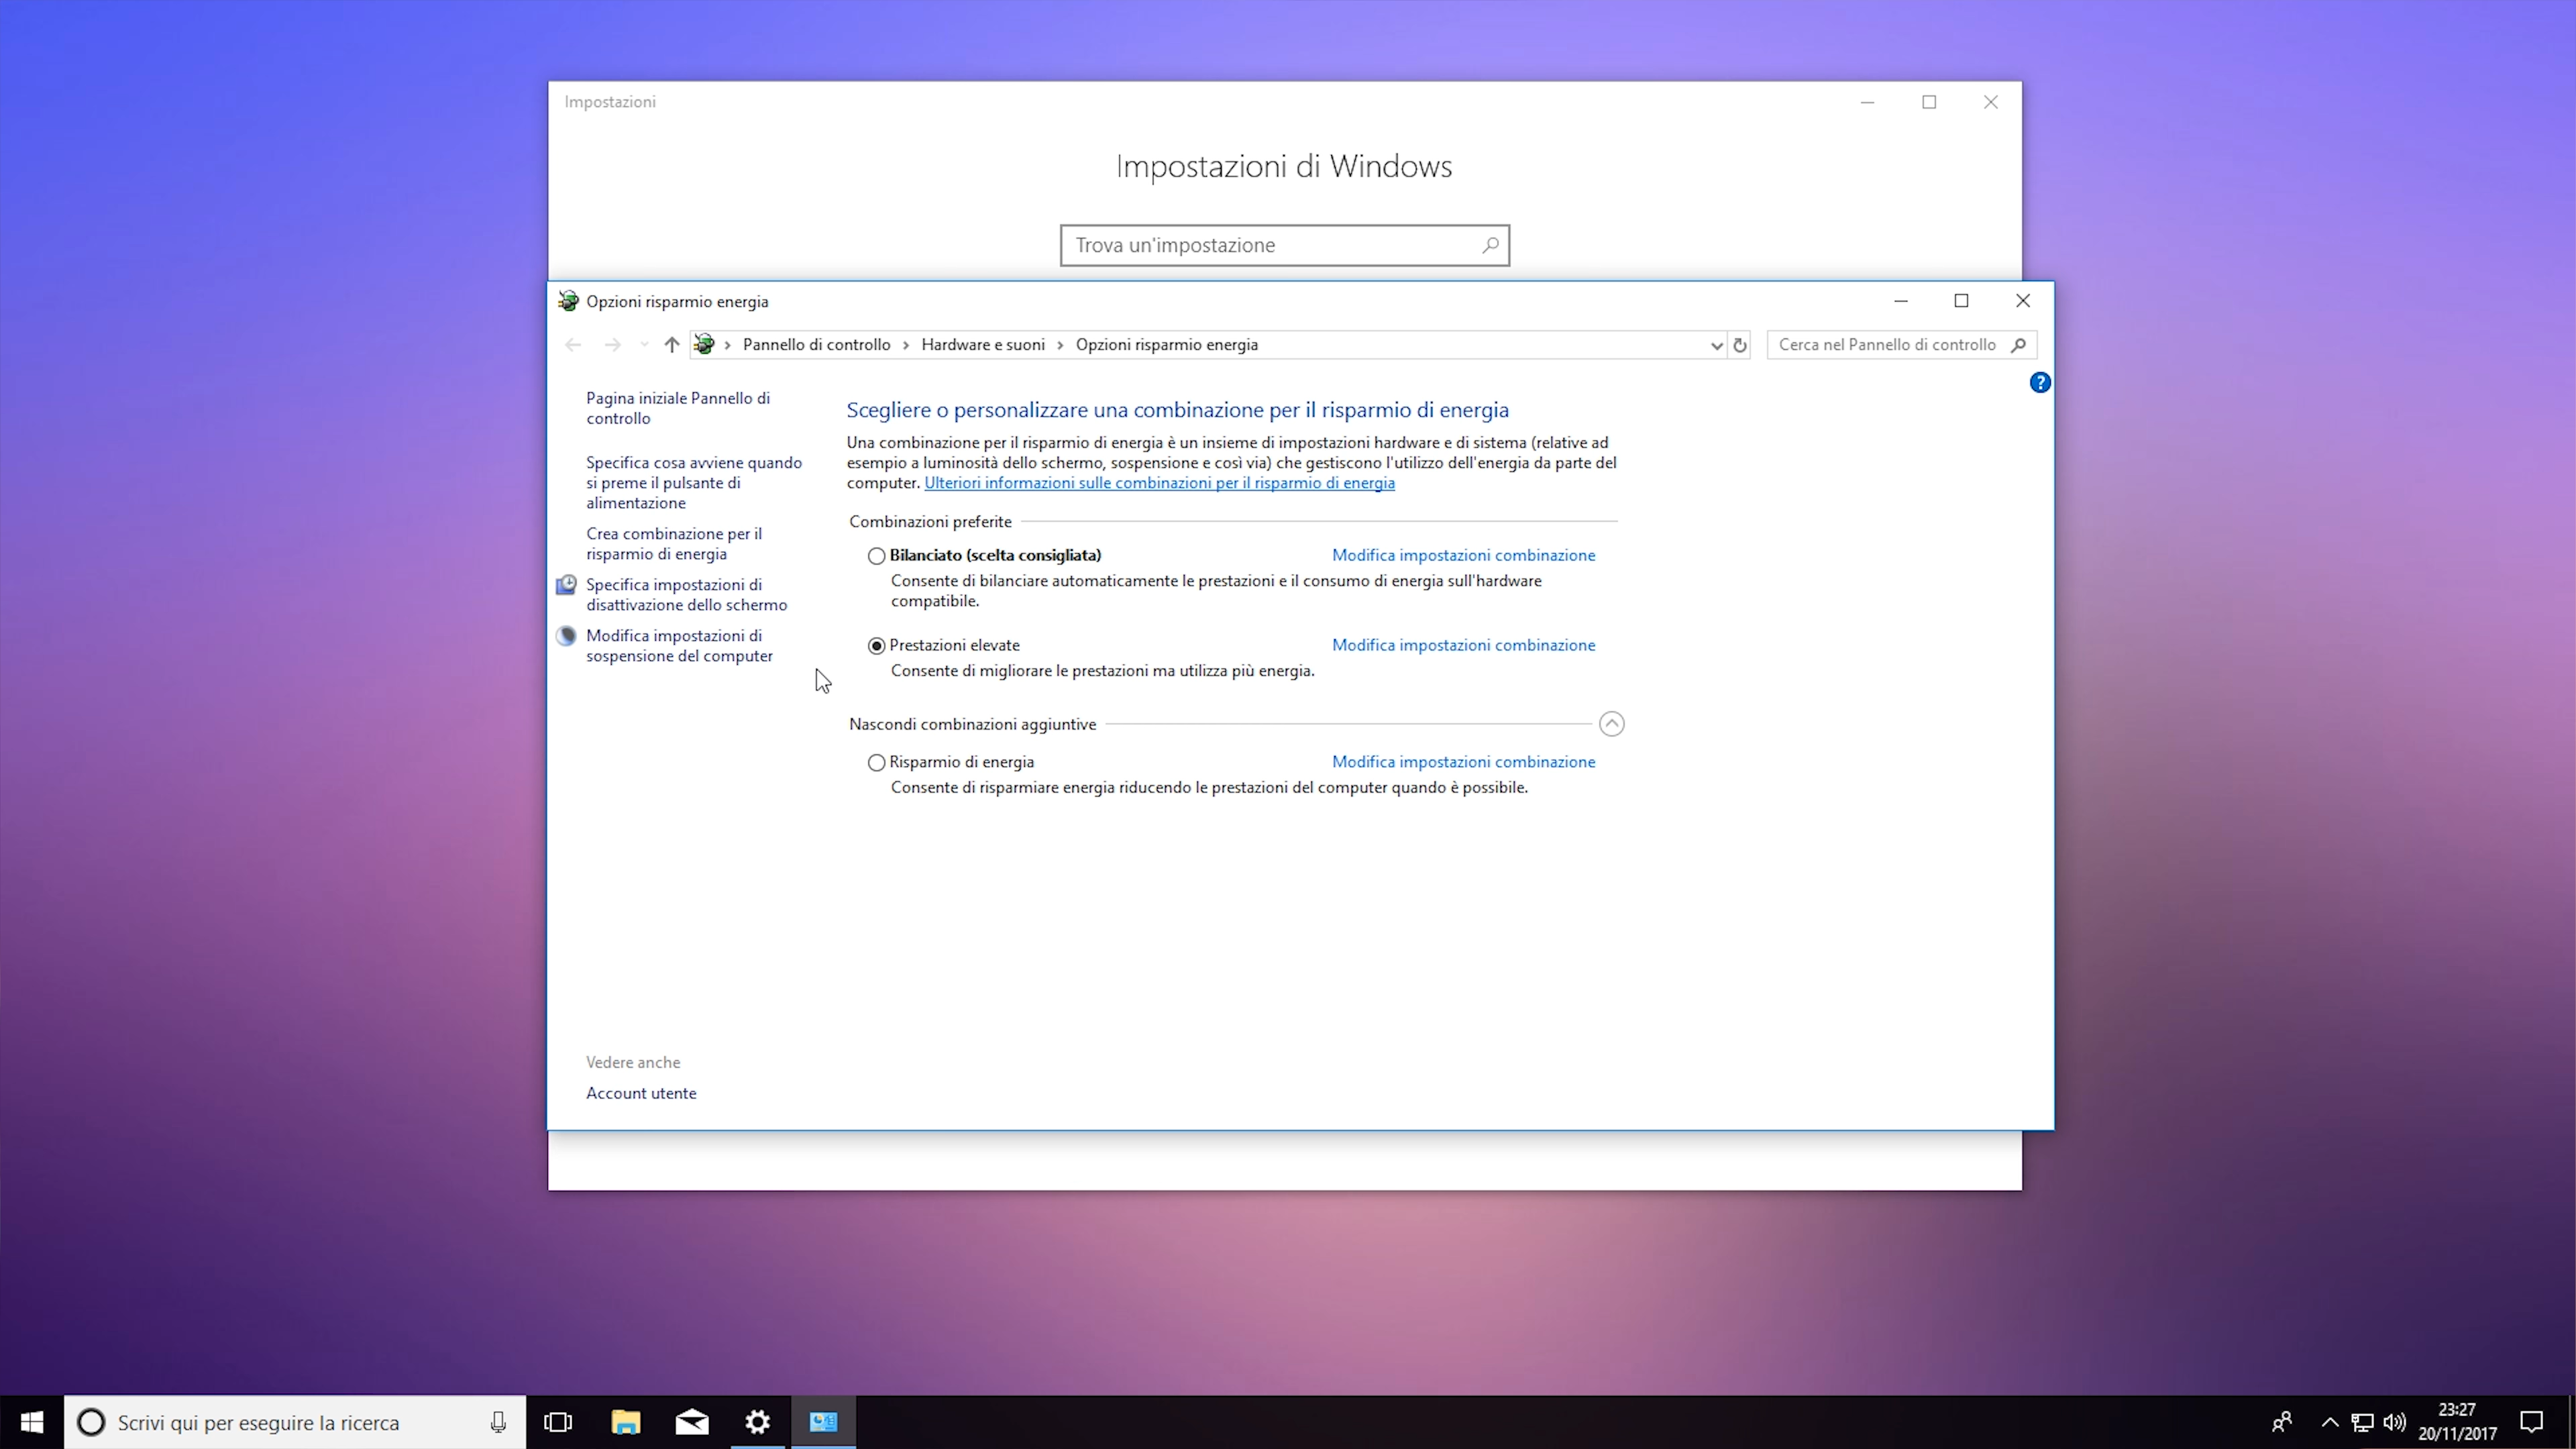 Impostazioni
Impostazioni di Windows
Trova un'impostazione
Opzioni risparmio energia
Pannello di controllo > Hardware e suoni > Opzioni risparmio energia
Cerca nel Pannello di controllo
Pagina iniziale Pannello di
controllo
Specifica cosa avviene quando
si preme il pulsante di
alimentazione
Crea combinazione per il
risparmio di energia
Specifica impostazioni di
disattivazione dello schermo
Modifica impostazioni di
sospensione del computer
Scegliere o personalizzare una combinazione per il risparmio di energia
Una combinazione per il risparmio di energia è un insieme di impostazioni hardware e di sistema (relative ad
esempio a luminosità dello schermo, sospensione e così via) che gestiscono l'utilizzo dell'energia da parte del
computer. Ulteriori informazioni sulle combinazioni per il risparmio di energia
Combinazioni preferite
Bilanciato (scelta consigliata) Modifica impostazioni combinazione
Consente di bilanciare automaticamente le prestazioni e il consumo di energia sull'hardware
compatibile.
Prestazioni elevate Modifica impostazioni combinazione
Consente di migliorare le prestazioni ma utilizza più energia.
Nascondi combinazioni aggiuntive
Risparmio di energia Modifica impostazioni combinazione
Consente di risparmiare energia riducendo le prestazioni del computer quando è possibile.
Vedere anche
Account utente
Scrivi qui per eseguire la ricerca
23:27
20/11/2017